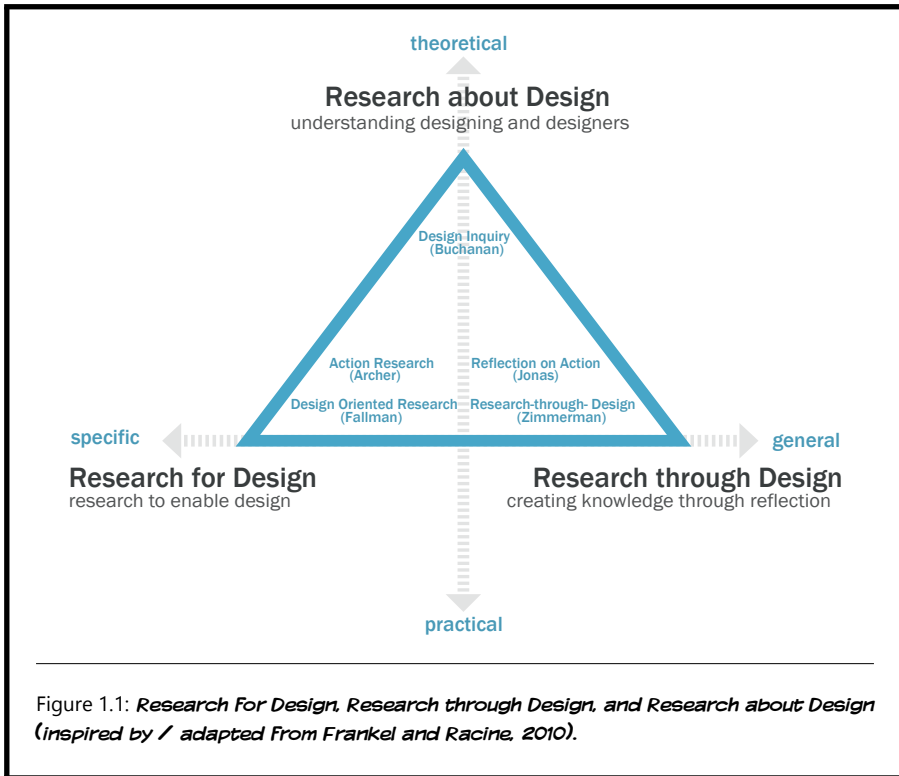 theoretical
Research about Design
understanding designing and designers
Design Inquiry
(Buchanan)
Action Research
(Archer)
Reflection on Action
(Jonas)
Design Oriented Research
(Fallman)
Research-through- Design
(Zimmerman)
specific
general
Research for Design
research to enable design
Research through Design
creating knowledge through reflection
practical
Figure 1.1: Research For Design, Research through Design, and Research about Design
(inspired by / adapted from Frankel and Racine, 2010).